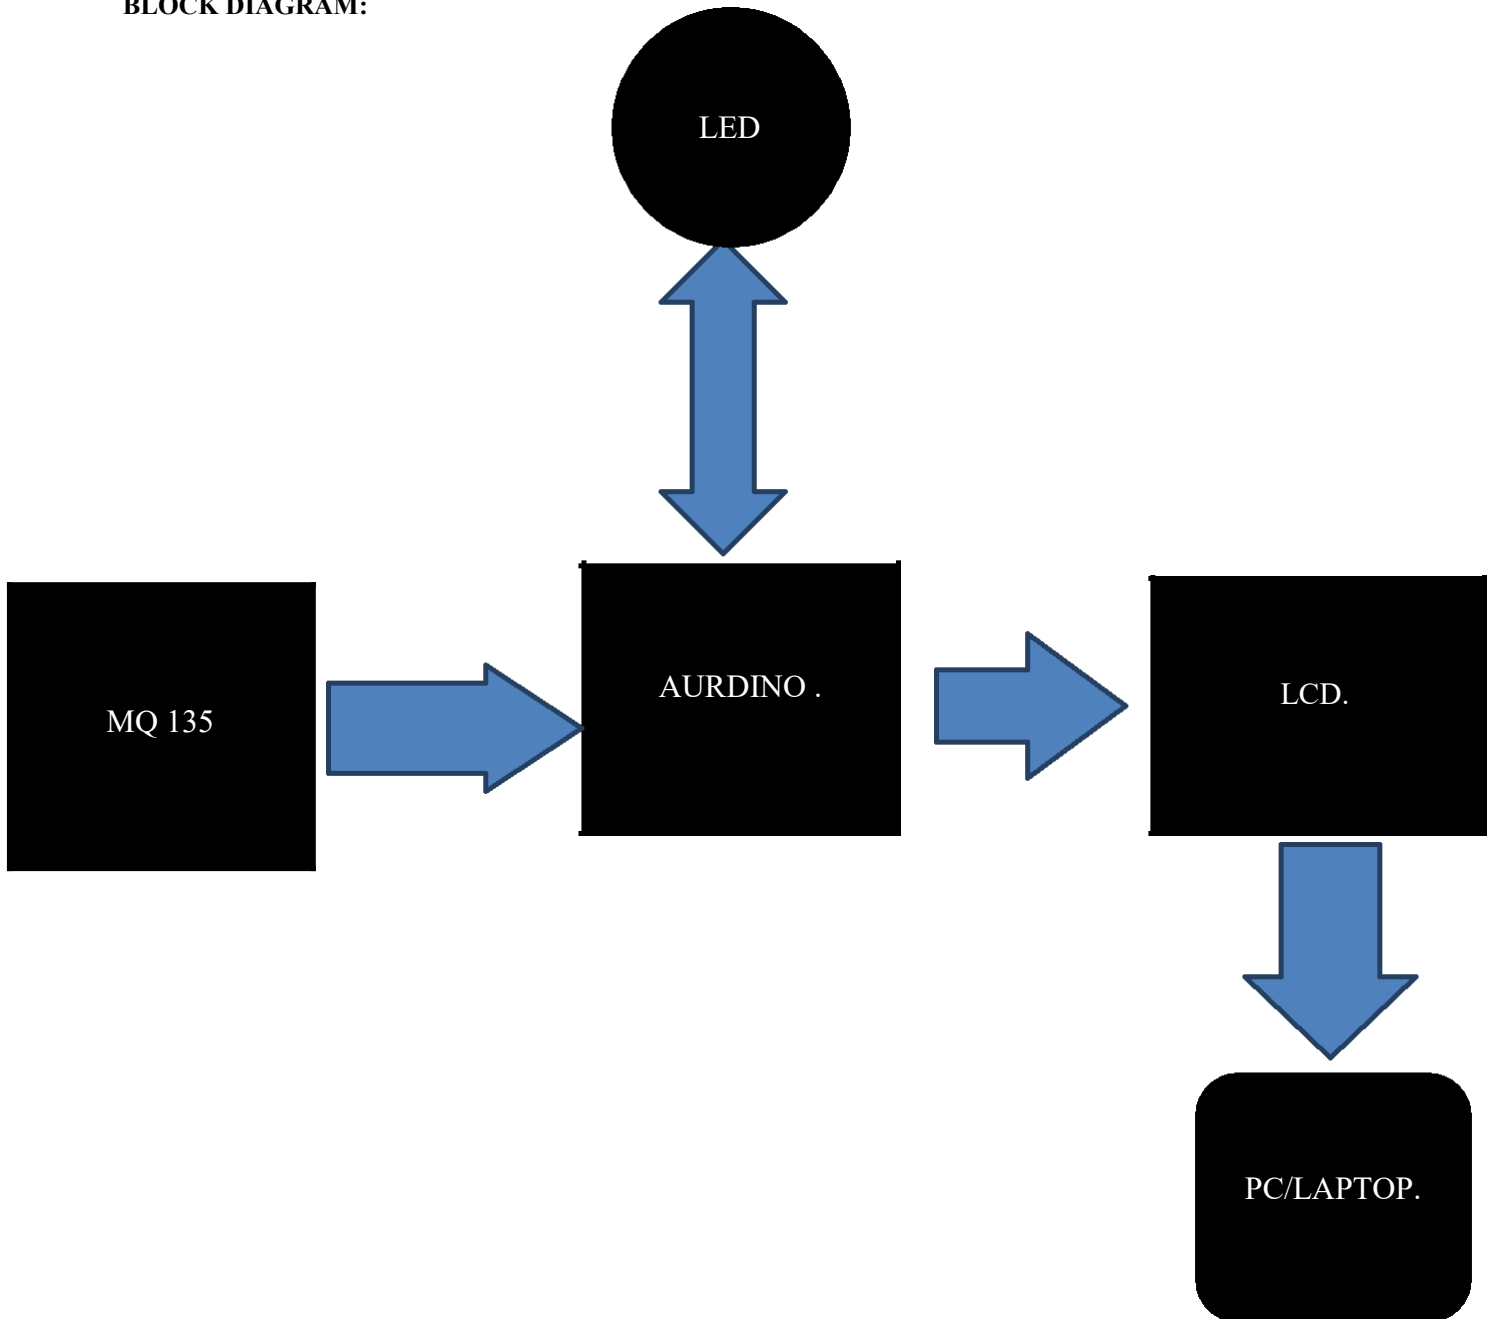 BLOCK DIAGRAM:
LED
MQ 135
AURDINO .
LCD.
PC/LAPTOP.